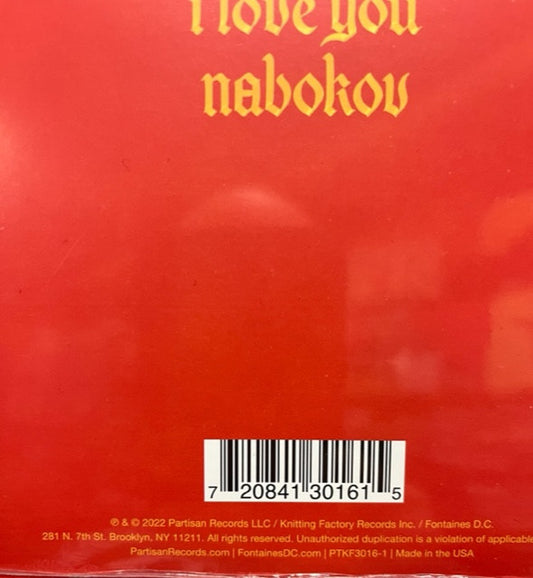 i love you
nabokov
7 20841 30161 5
℗ & © 2022 Partisan Records LLC / Knitting Factory Records Inc. / Fontaines D.C.
281 N. 7th St. Brooklyn, NY 11211. All rights reserved. Unauthorized duplication is a violation of applicable
PartisanRecords.com | FontainesDC.com | PTKF3016-1 | Made in the USA